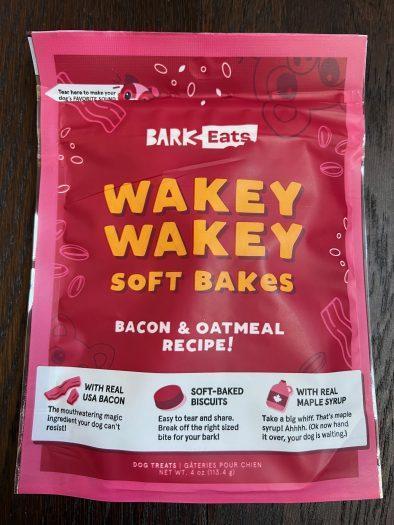 Tear here to make your
dog's FAVORITE SOUND
BARK Eats
WAKEY
WAKEY
SOFT BAKES
BACON & OATMEAL
RECIPE!
WITH REAL
USA BACON
The mouthwatering magic
ingredient your dog can't
resist!
SOFT-BAKED
BISCUITS
Easy to tear and share.
Break off the right sized
bite for your bark!
WITH REAL
MAPLE SYRUP
Take a big whiff. That's maple
syrup! Ahhhh. (Ok now hand
it over, your dog is waiting.)
DOG TREATS | GÂTERIES POUR CHIEN
NET WT. 4 oz (113.4 g)